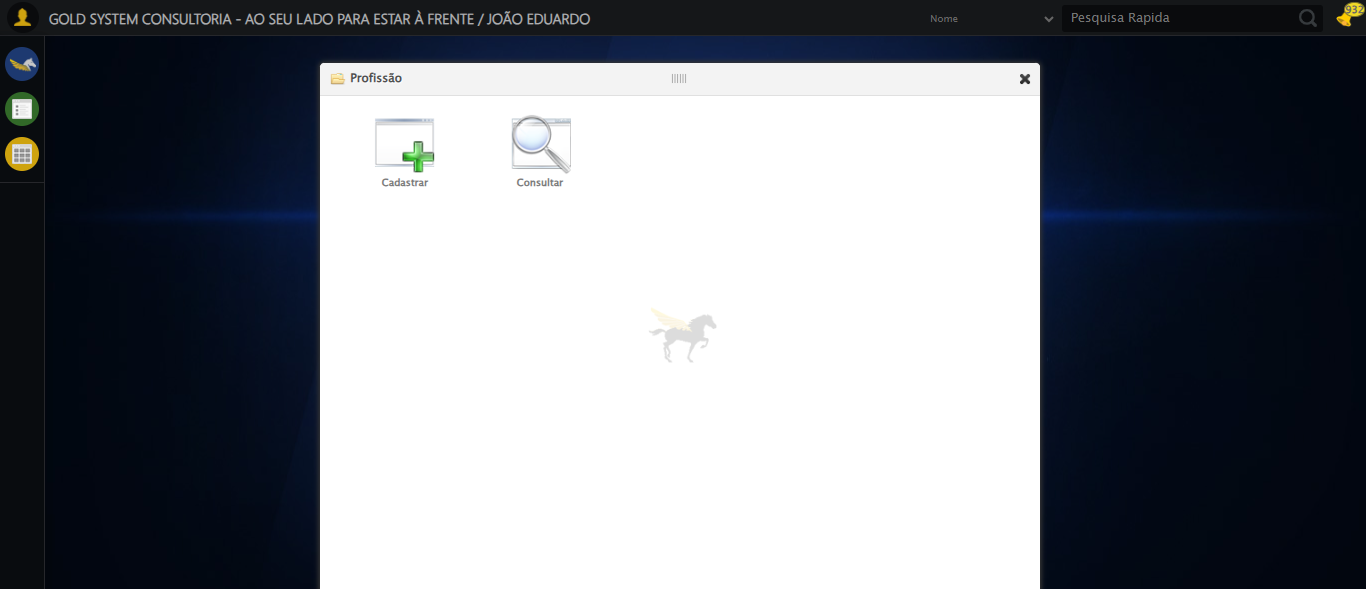 GOLD SYSTEM CONSULTORIA - AO SEU LADO PARA ESTAR À FRENTE / JOÃO EDUARDO
Nome
Pesquisa Rapida
932
Profissão
Cadastrar
Consultar